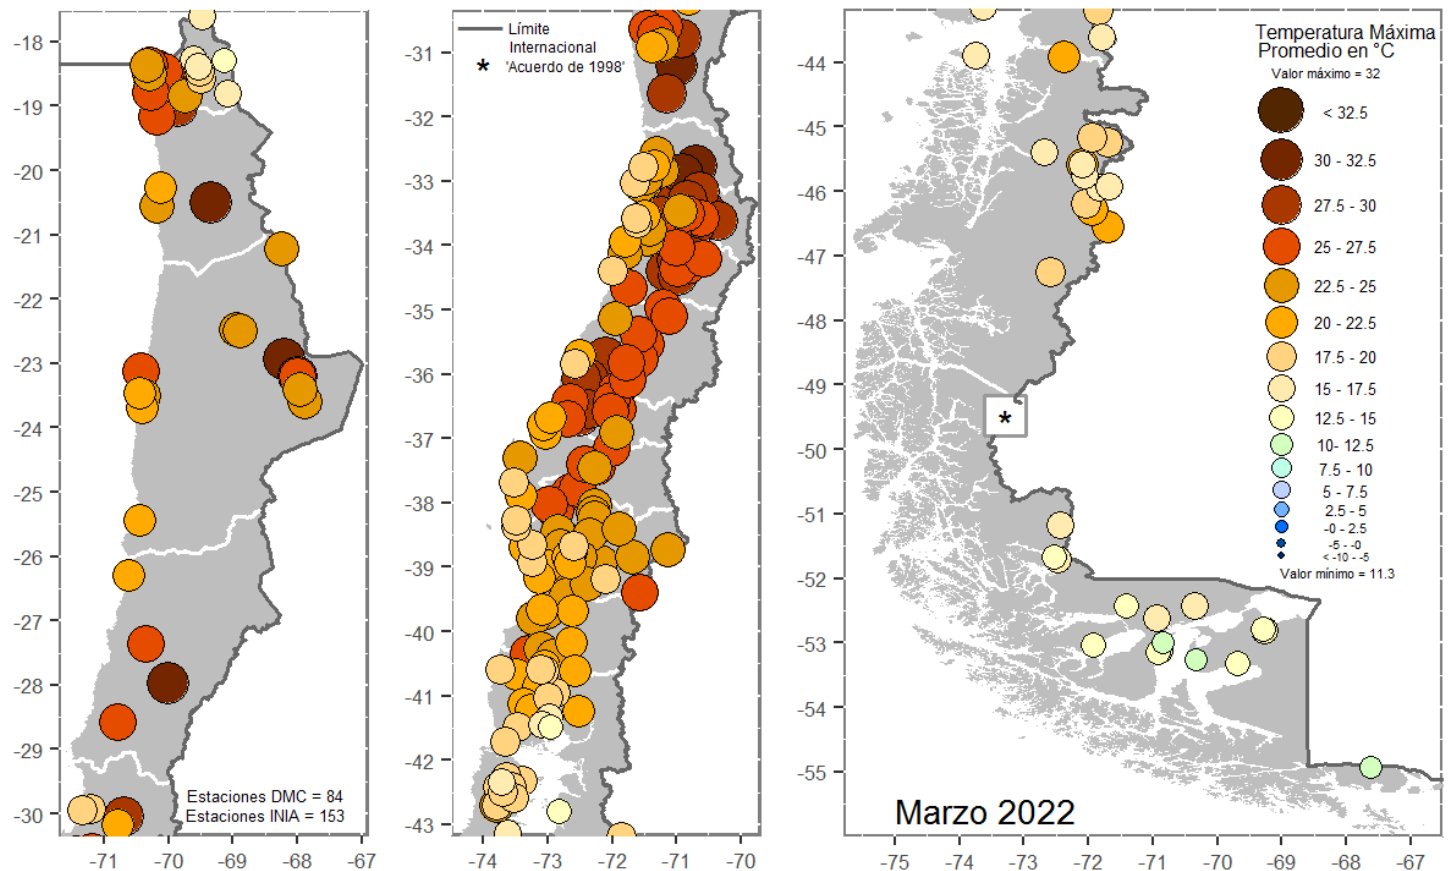 -18
-19
-20
-21
-22
-23
-24
-25
-26
-27
-28
-29
-30
Estaciones DMC = 84
Estaciones INIA = 153
-71
-70
-69
-68
-67
Límite
Internacional
* 'Acuerdo de 1998'
-31
-32
-33
-34
-35
-36
-37
-38
-39
-40
-41
-42
-43
-74
-73
-72
-71
-70
-44
-45
-46
-47
-48
-49
-50
-51
-52
-53
-54
-55
*
Marzo 2022
-75
-74
-73
-72
-71
-70
-69
-68
-67
Temperatura Máxima
Promedio en °C
Valor máximo = 32
< 32.5
30 - 32.5
27.5 - 30
25 - 27.5
22.5 - 25
20 - 22.5
17.5 - 20
15 - 17.5
12.5 - 15
10- 12.5
7.5 - 10
5 - 7.5
2.5 - 5
-0 - 2.5
-5 - -0
< -10 - -5
Valor mínimo = 11.3